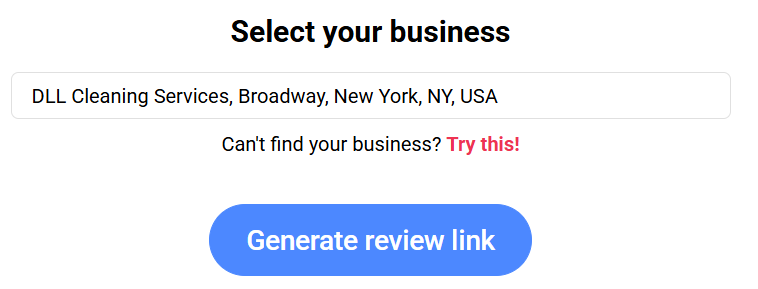 Select your business
DLL Cleaning Services, Broadway, New York, NY, USA
Can't find your business? Try this!
Generate review link